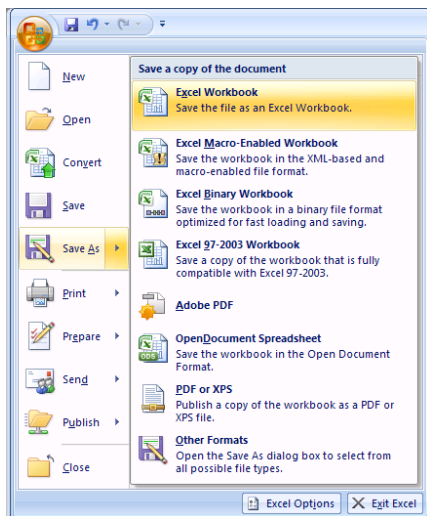 Save a copy of the document
New
Open
Convert
Save
Save As
Print
Prepare
Send
Publish
Close
Excel Workbook
Save the file as an Excel Workbook.
Excel Macro-Enabled Workbook
Save the workbook in the XML-based and
macro-enabled file format.
Excel Binary Workbook
Save the workbook in a binary file format
optimized for fast loading and saving.
Excel 97-2003 Workbook
Save a copy of the workbook that is fully
compatible with Excel 97-2003.
Adobe PDF
OpenDocument Spreadsheet
Save the workbook in the Open Document
Format.
PDF or XPS
Publish a copy of the workbook as a PDF or
XPS file.
Other Formats
Open the Save As dialog box to select from
all possible file types.
Excel Options
Exit Excel